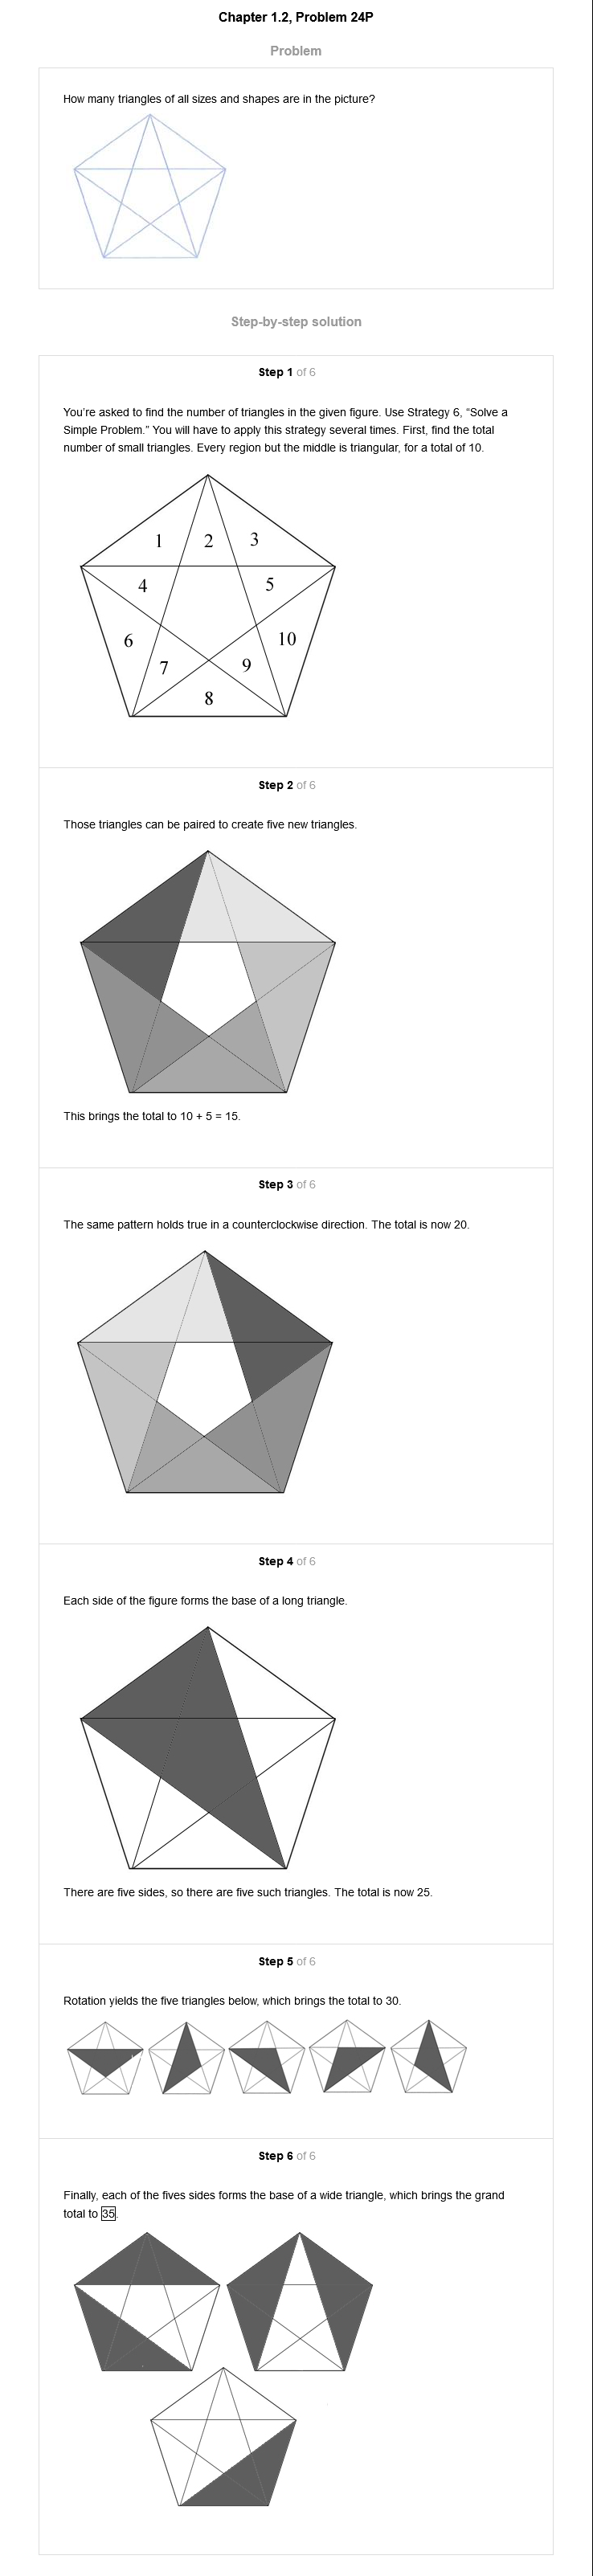 Chapter 1.2, Problem 24P
Problem
How many triangles of all sizes and shapes are in the picture?
Step-by-step solution
Step 1 of 6
You're asked to find the number of triangles in the given figure. Use Strategy 6, “Solve a
Simple Problem.” You will have to apply this strategy several times. First, find the total
number of small triangles. Every region but the middle is triangular, for a total of 10.
1 2 3
4 5
6 10
7 9
8
Step 2 of 6
Those triangles can be paired to create five new triangles.
This brings the total to 10 + 5 = 15.
Step 3 of 6
The same pattern holds true in a counterclockwise direction. The total is now 20.
Step 4 of 6
Each side of the figure forms the base of a long triangle.
There are five sides, so there are five such triangles. The total is now 25.
Step 5 of 6
Rotation yields the five triangles below, which brings the total to 30.
Step 6 of 6
Finally, each of the fives sides forms the base of a wide triangle, which brings the grand
total to 35.